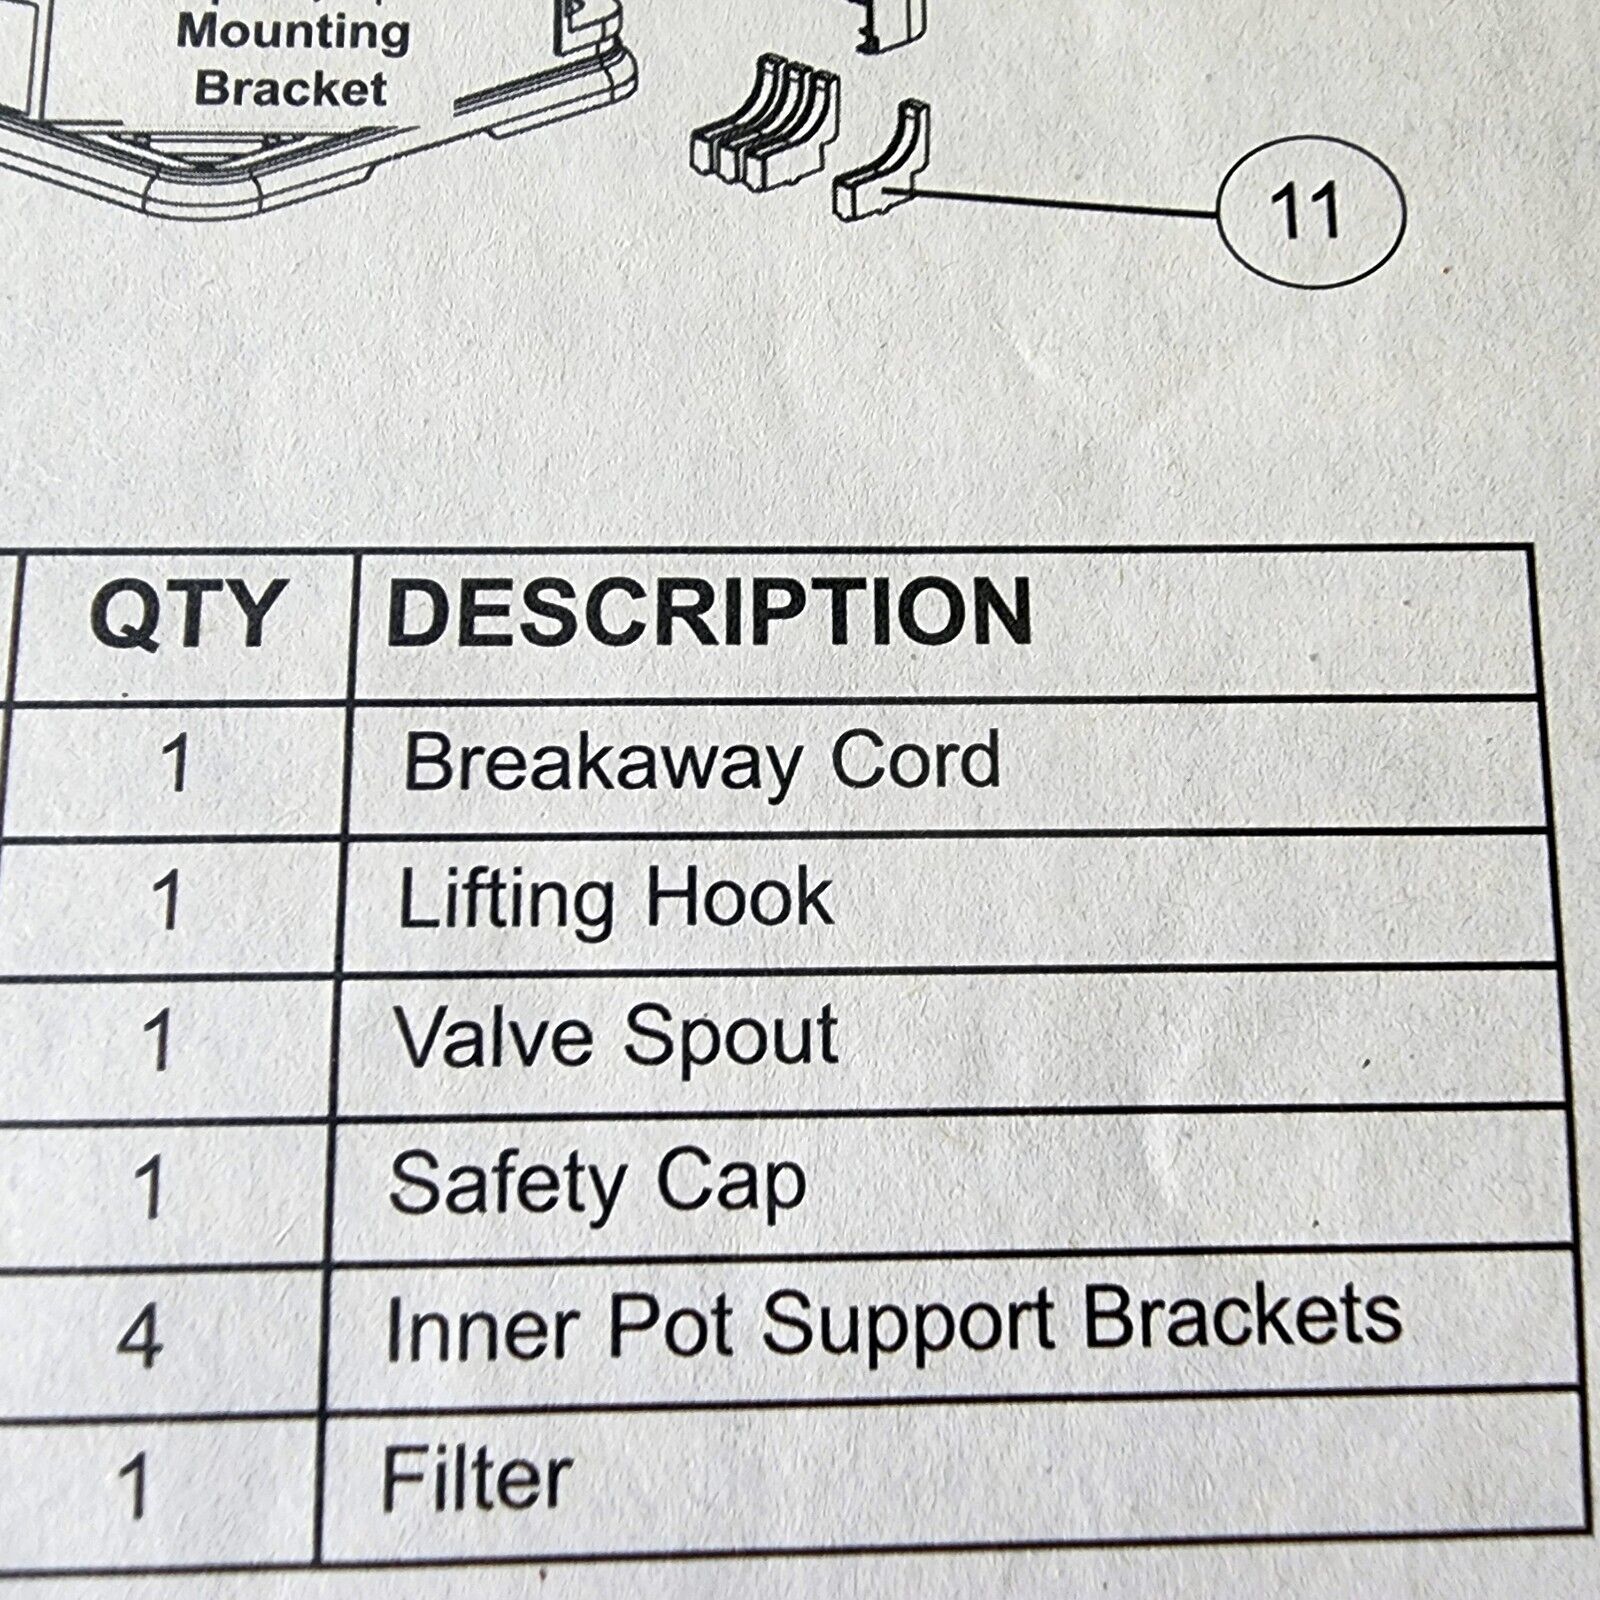 Mounting
Bracket
11
QTY DESCRIPTION
1 Breakaway Cord
1 Lifting Hook
1 Valve Spout
1 Safety Cap
4 Inner Pot Support Brackets
1 Filter